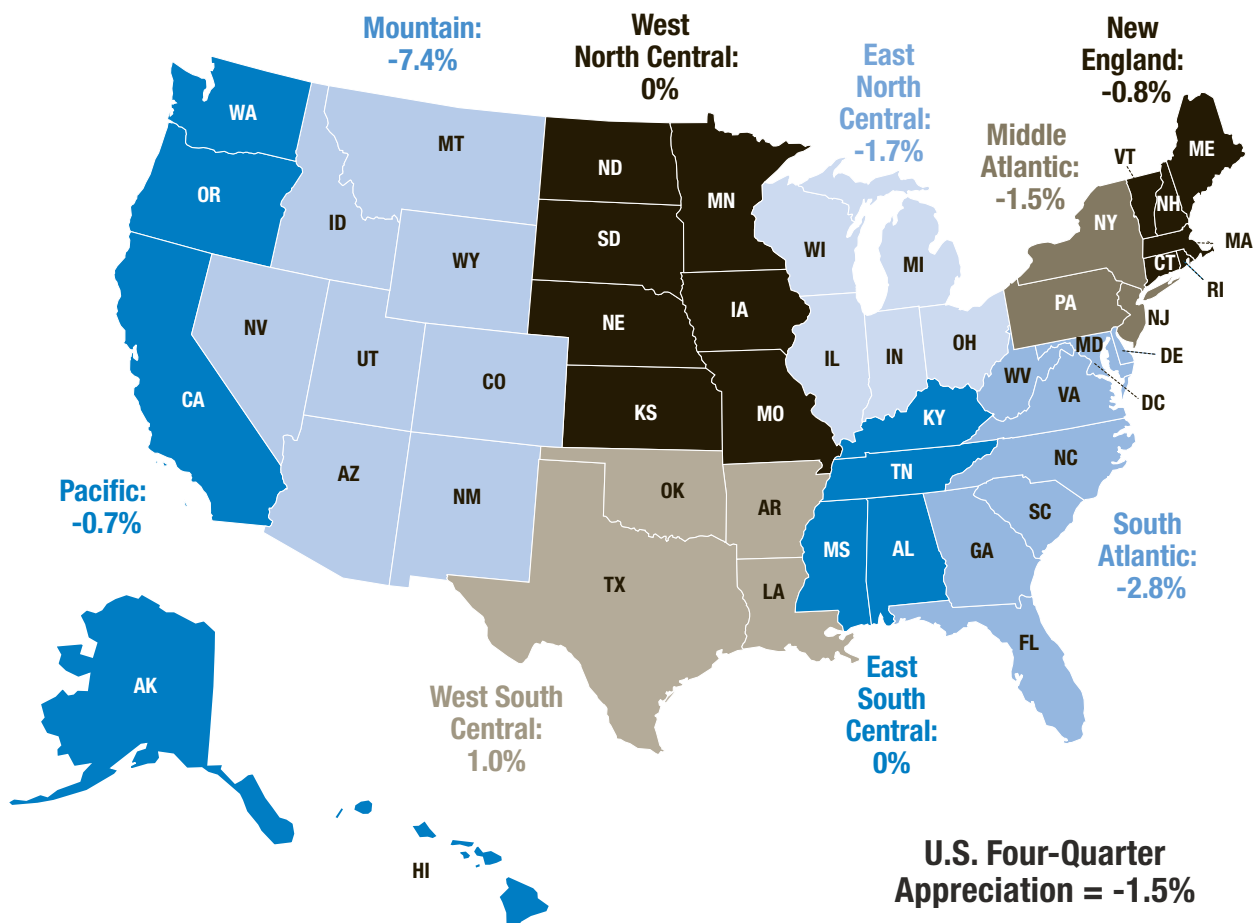 Mountain:
-7.4%
West
North Central:
0%
East
North
Central:
-1.7%
New
England:
-0.8%
Middle
Atlantic:
-1.5%
WA
OR
CA
MT
ID
WY
NV
UT
CO
AZ
NM
ND
SD
NE
KS
MN
IA
MO
WI
MI
IL
IN
OH
VT
ME
NH
MA
CT
RI
NY
PA
NJ
MD
DE
DC
WV
VA
KY
TN
NC
SC
GA
FL
MS
AL
OK
AR
TX
LA
Pacific:
-0.7%
South
Atlantic:
-2.8%
West South
Central:
1.0%
East
South
Central:
0%
AK
HI
U.S. Four-Quarter
Appreciation = -1.5%